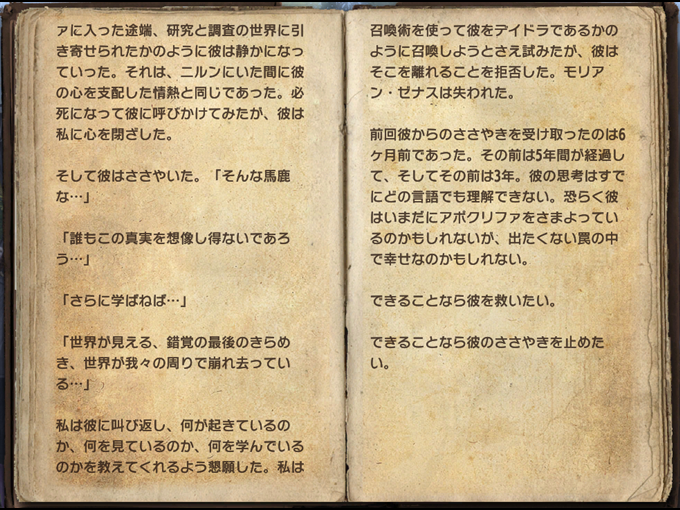 ァに入った途端、研究と調査の世界に引
き寄せられたかのように彼は静かになっ
ていった。それは、ニルンにいた間に彼
の心を支配した情熱と同じであった。必
死になって彼に呼びかけてみたが、彼は
私に心を閉ざした。
そして彼はささやいた。「そんな馬鹿
な…」
「誰もこの真実を想像し得ないであろ
う…」
「さらに学ばねば…」
「世界が見える、錯覚の最後のきらめ
き、世界が我々の周りで崩れ去ってい
る…」
私は彼に叫び返し、何が起きているの
か、何を見ているのか、何を学んでいる
のかを教えてくれるよう懇願した。私は
召喚術を使って彼をデイドラであるかの
ように召喚しようとさえ試みたが、彼は
そこを離れることを拒否した。モリア
ン・ゼナスは失われた。
前回彼からのささやきを受け取ったのは6
ヶ月前であった。その前は5年間が経過し
て、そしてその前は3年。彼の思考はすで
にどの言語でも理解できない。恐らく彼
はいまだにアポクリファをさまよってい
るのかもしれないが、出たくない罠の中
で幸せなのかもしれない。
できることなら彼を救いたい。
できることなら彼のささやきを止めた
い。